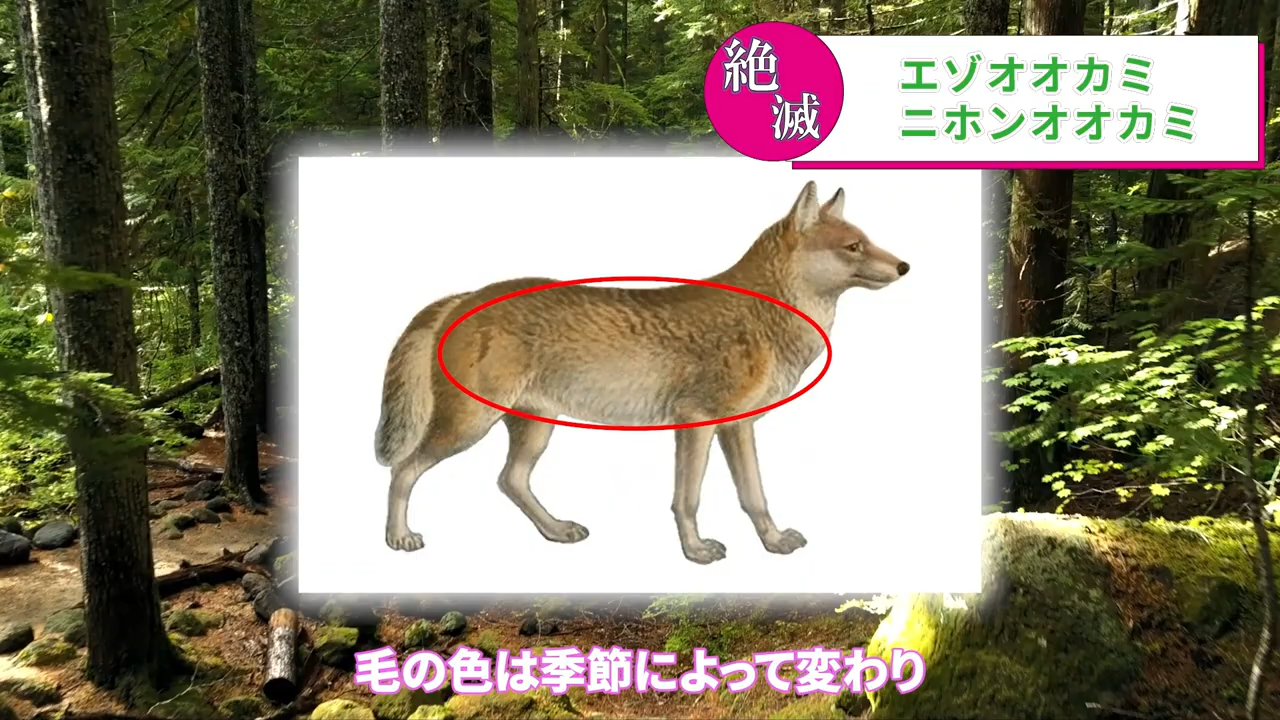 絶滅
エゾオオカミ
ニホンオオカミ
毛の色は季節によって変わり